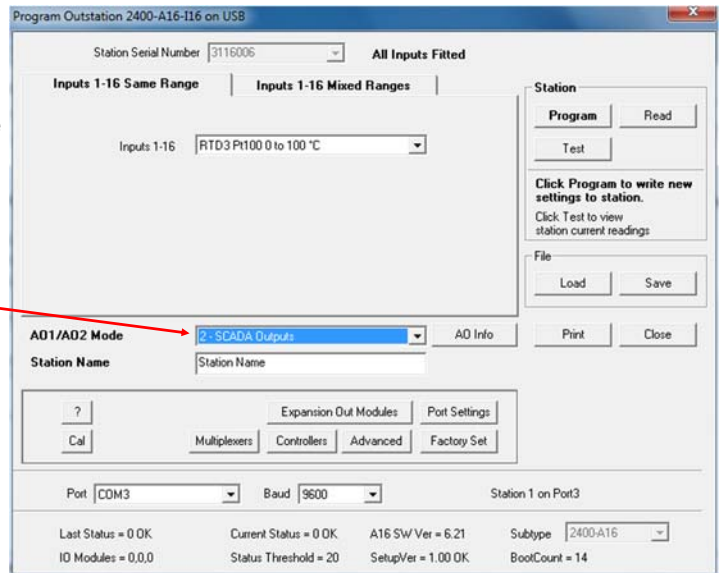 Program Outstation 2400-A16-I16 on USB
Station Serial Number 3116006 All Inputs Fitted
Inputs 1-16 Same Range Inputs 1-16 Mixed Ranges
Inputs 1-16 RTD3 Pt100 0 to 100 °C
Station
Program Read
Test
Click Program to write new
settings to station.
Click Test to view
station current readings
File
Load Save
AO1/AO2 Mode 2 - SCADA Outputs AO Info Print Close
Station Name Station Name
? Expansion Out Modules Port Settings
Cal Multiplexers Controllers Advanced Factory Set
Port COM3 Baud 9600 Station 1 on Port3
Last Status = 0 OK Current Status = 0 OK A16 SW Ver = 6.21 Subtype 2400-A16
IO Modules = 0,0,0 Status Threshold = 20 SetupVer = 1.00 OK BootCount = 14